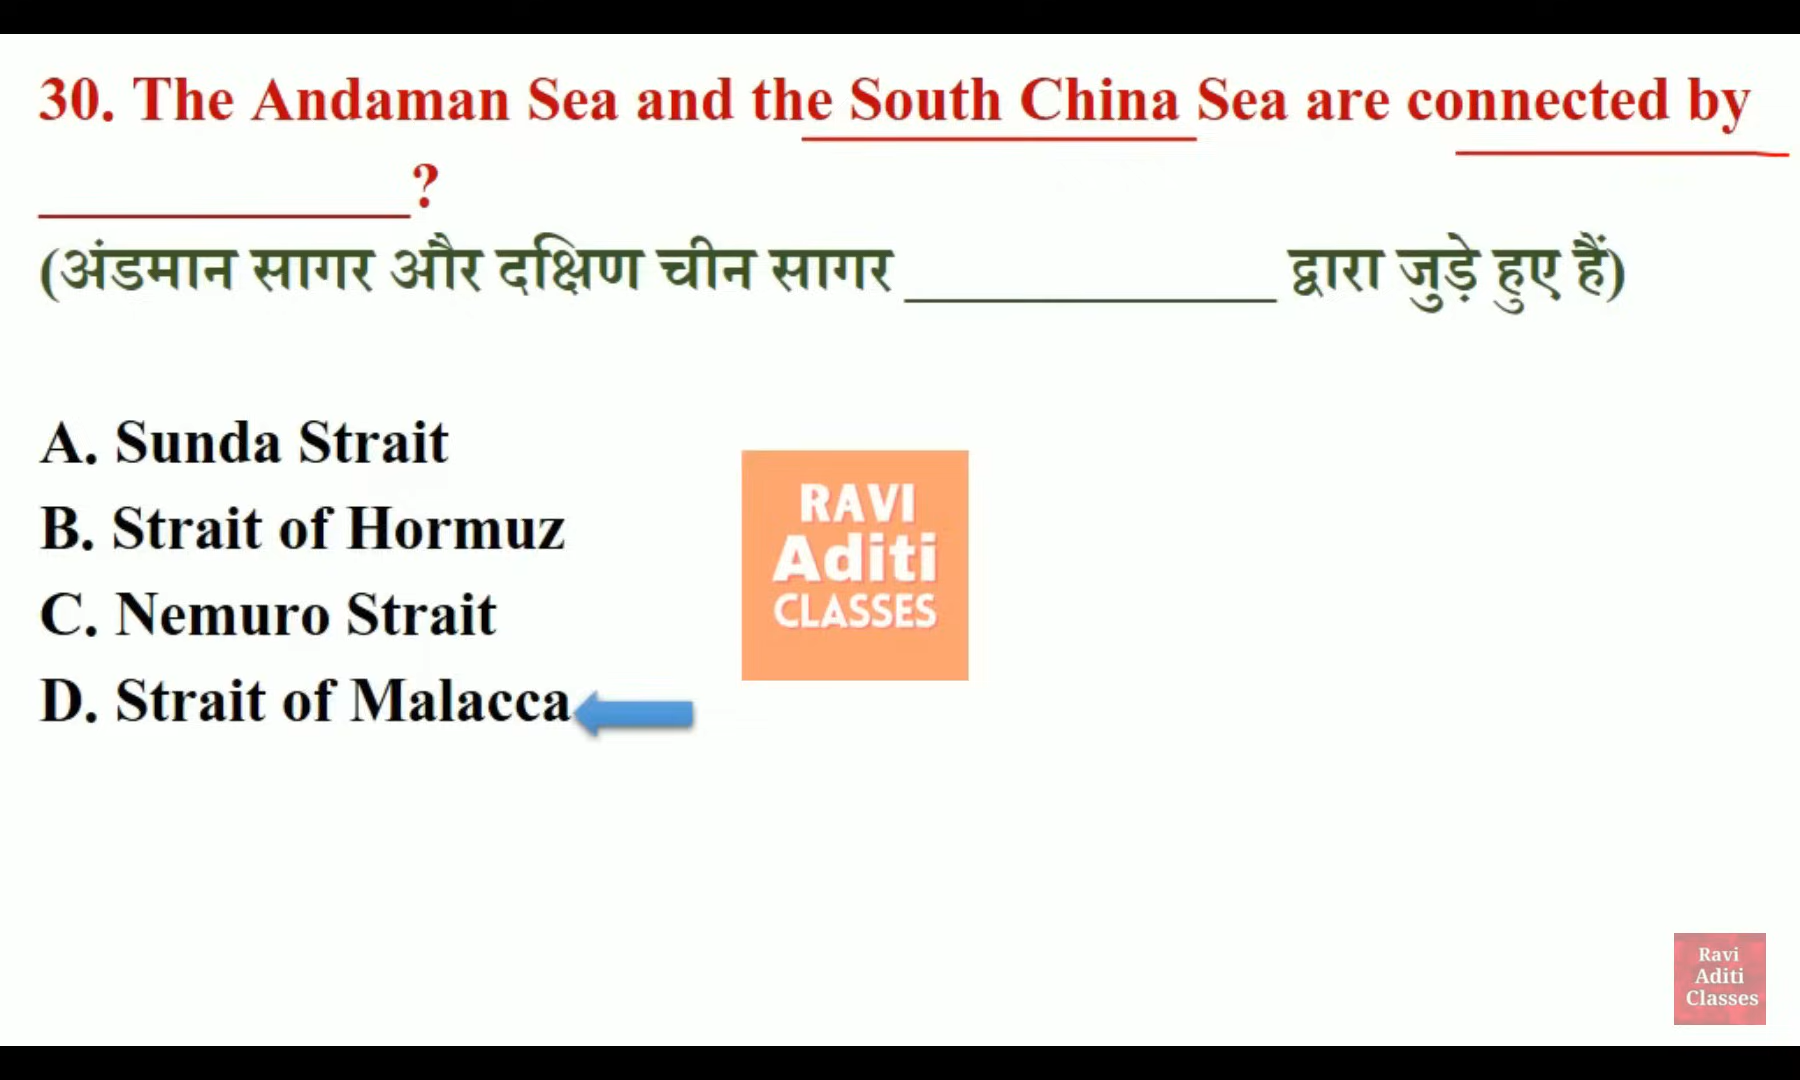 30. The Andaman Sea and the South China Sea are connected by
____________?
(अंडमान सागर और दक्षिण चीन सागर ____________ द्वारा जुड़े हुए हैं)
A. Sunda Strait
B. Strait of Hormuz
C. Nemuro Strait
D. Strait of Malacca
RAVI
Aditi
CLASSES
Ravi
Aditi
Classes